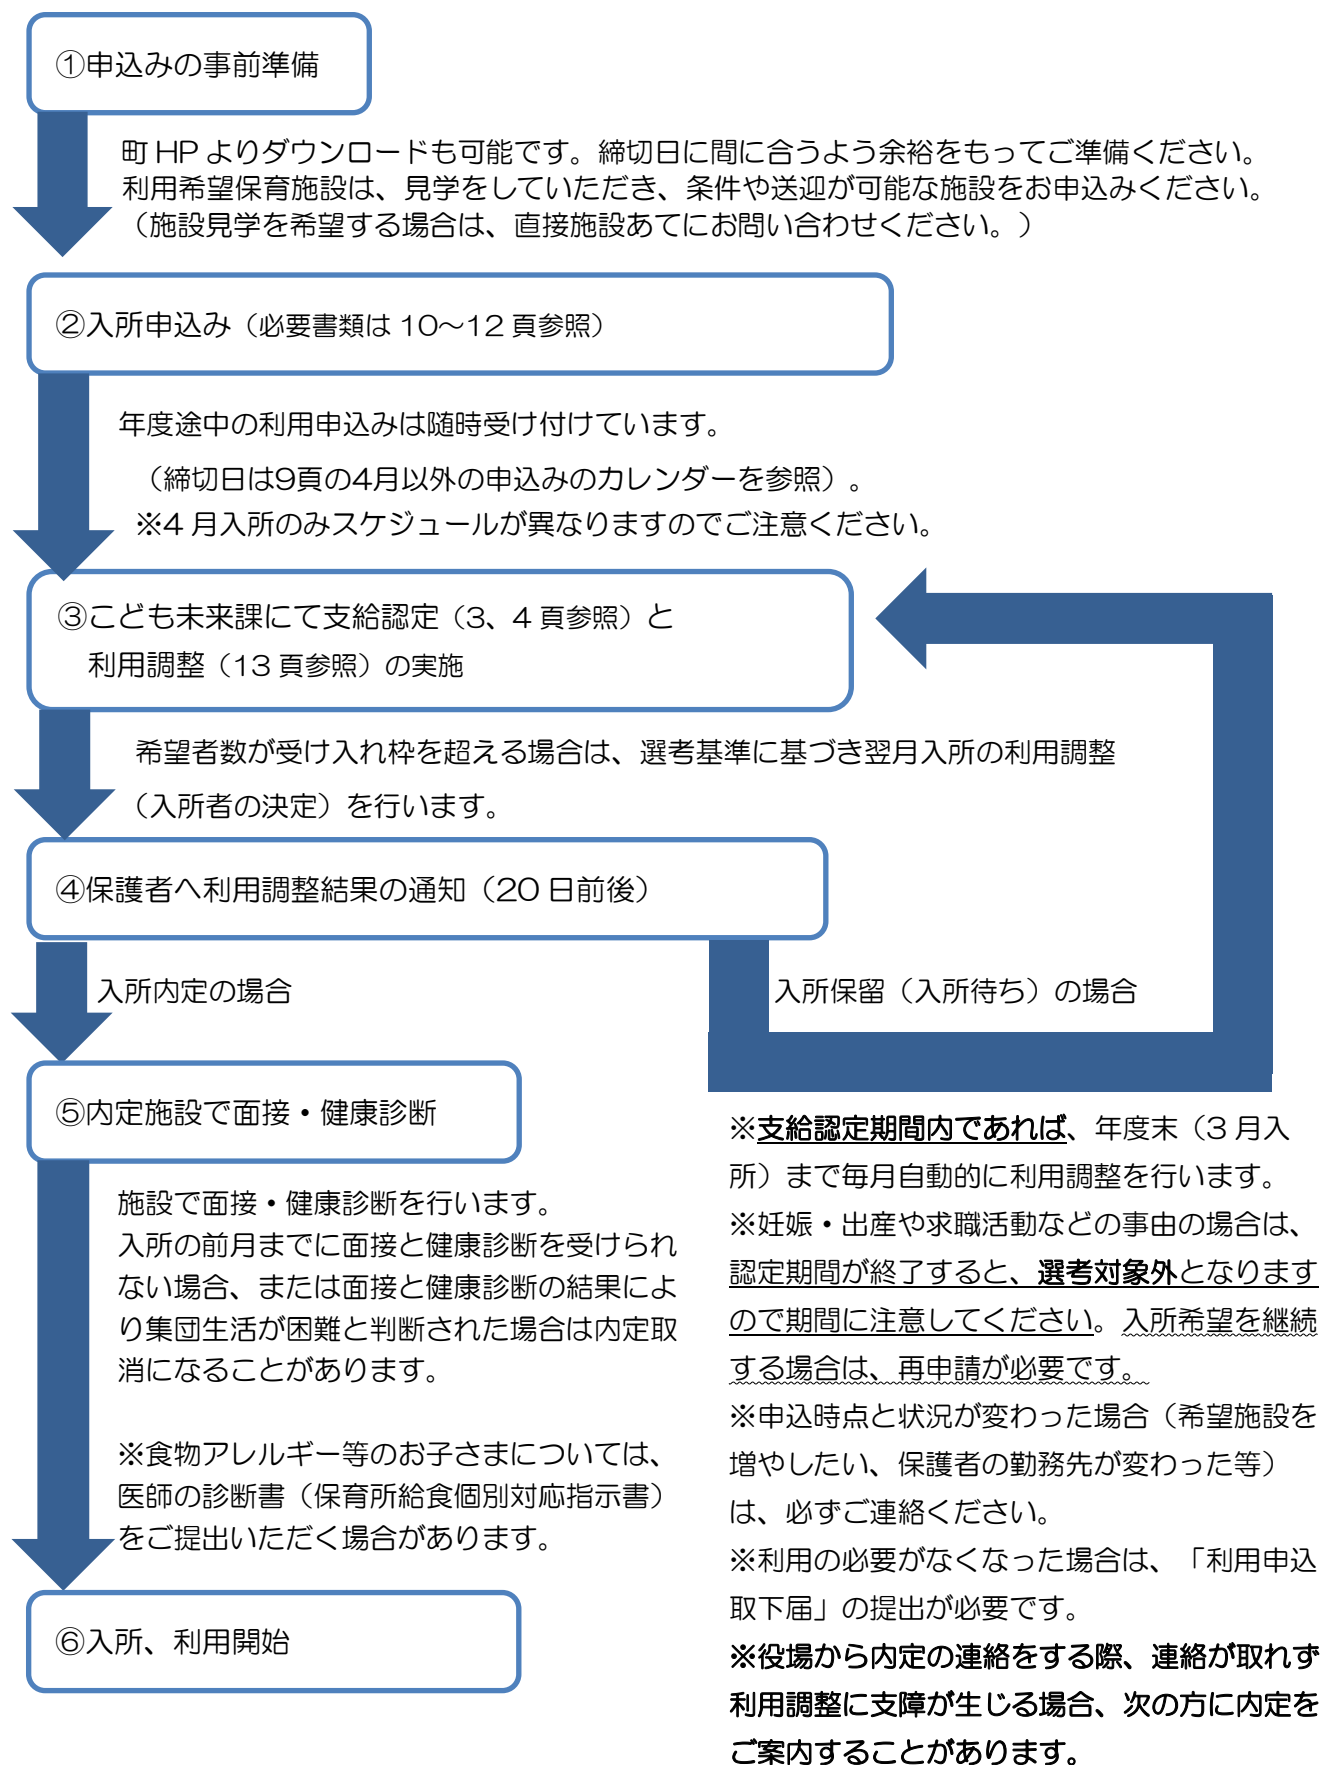 ①申込みの事前準備
町 HP よりダウンロードも可能です。締切日に間に合うよう余裕をもってご準備ください。
利用希望保育施設は、見学をしていただき、条件や送迎が可能な施設をお申込みください。
（施設見学を希望する場合は、直接施設あてにお問い合わせください。）
②入所申込み（必要書類は 10～12 頁参照）
年度途中の利用申込みは随時受け付けています。
（締切日は9頁の4月以外の申込みのカレンダーを参照）。
※4 月入所のみスケジュールが異なりますのでご注意ください。
③こども未来課にて支給認定（3、4 頁参照）と
利用調整（13 頁参照）の実施
希望者数が受け入れ枠を超える場合は、選考基準に基づき翌月入所の利用調整
（入所者の決定）を行います。
④保護者へ利用調整結果の通知（20 日前後）
入所内定の場合
入所保留（入所待ち）の場合
⑤内定施設で面接・健康診断
施設で面接・健康診断を行います。
入所の前月までに面接と健康診断を受けられ
ない場合、または面接と健康診断の結果によ
り集団生活が困難と判断された場合は内定取
消になることがあります。
※食物アレルギー等のお子さまについては、
医師の診断書（保育所給食個別対応指示書）
をご提出いただく場合があります。
⑥入所、利用開始
※支給認定期間内であれば、年度末（3 月入
所）まで毎月自動的に利用調整を行います。
※妊娠・出産や求職活動などの事由の場合は、
認定期間が終了すると、選考対象外となります
ので期間に注意してください。入所希望を継続
する場合は、再申請が必要です。
※申込時点と状況が変わった場合（希望施設を
増やしたい、保護者の勤務先が変わった等）
は、必ずご連絡ください。
※利用の必要がなくなった場合は、「利用申込
取下届」の提出が必要です。
※役場から内定の連絡をする際、連絡が取れず
利用調整に支障が生じる場合、次の方に内定を
ご案内することがあります。